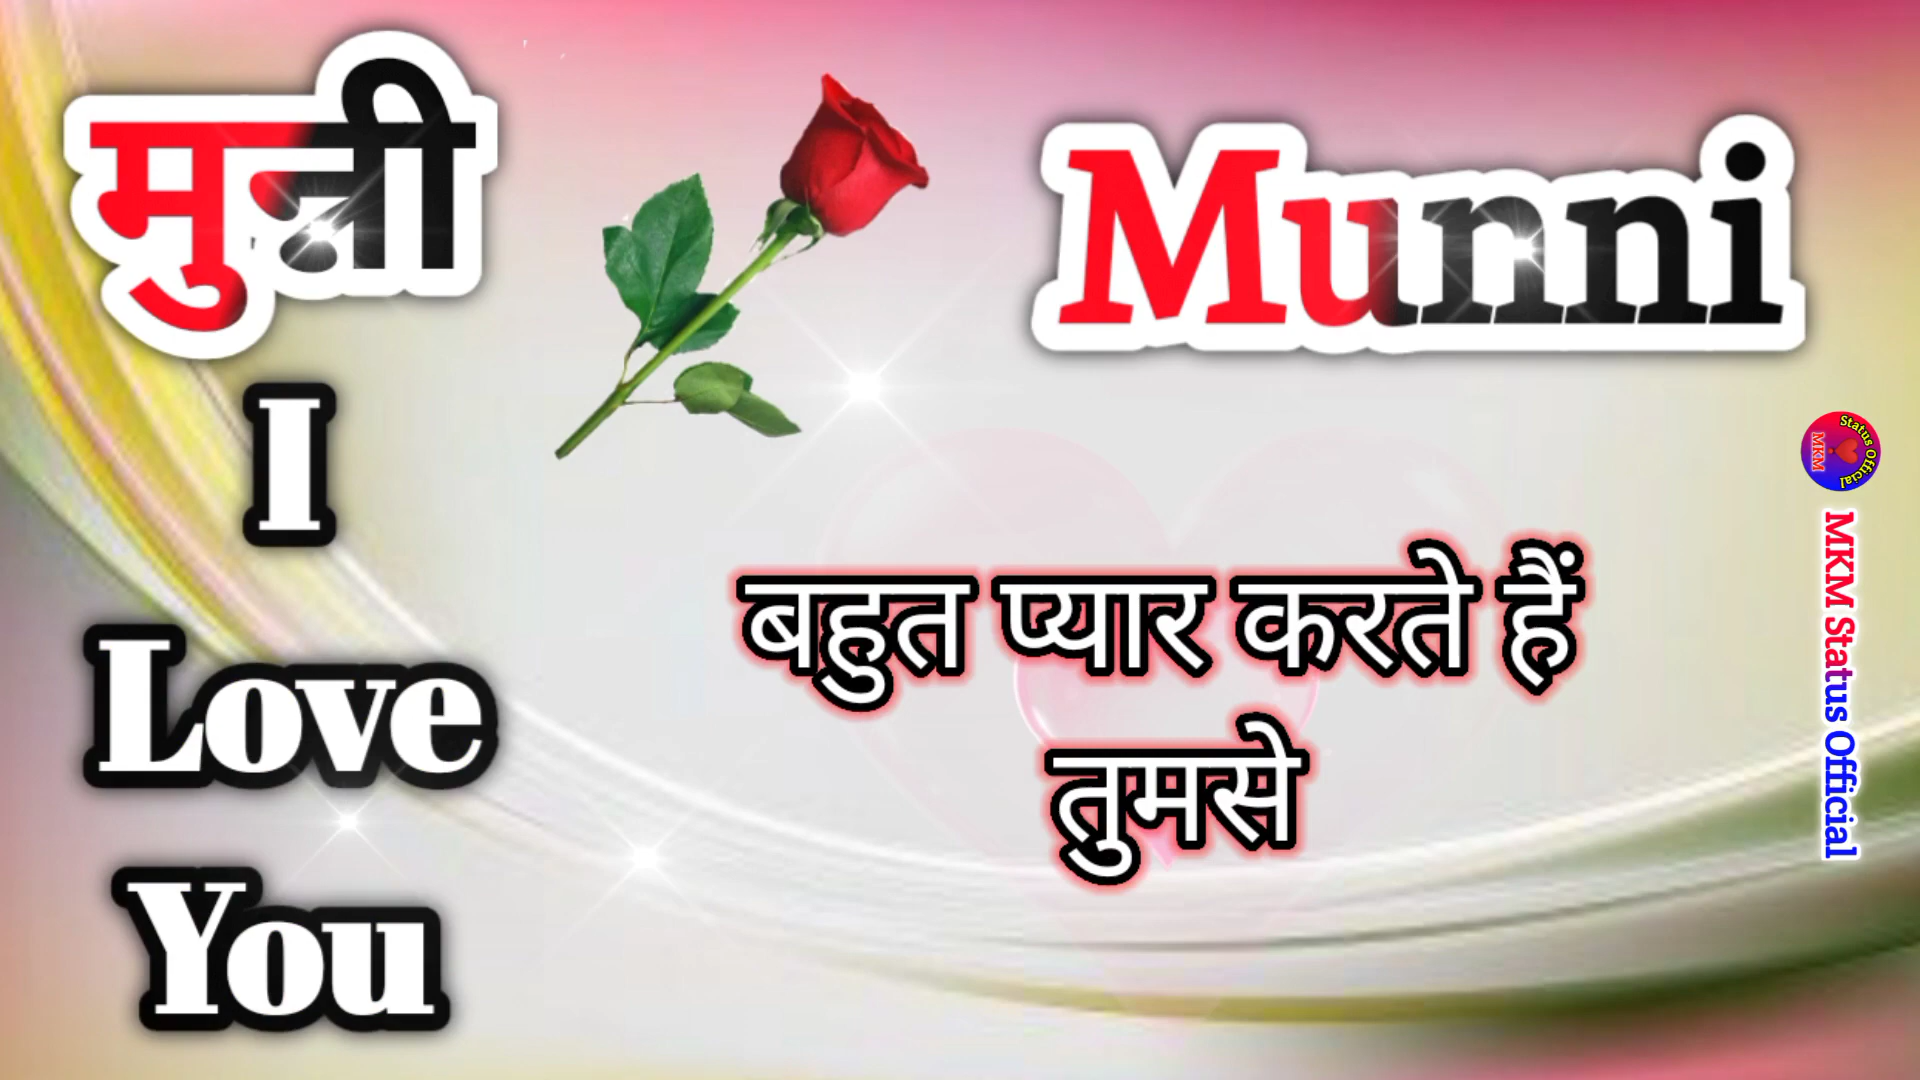 मुन्नी
Munni
I
Love
You
बहुत प्यार करते हैं
तुमसे
Status Official
MKM
MKM Status Official